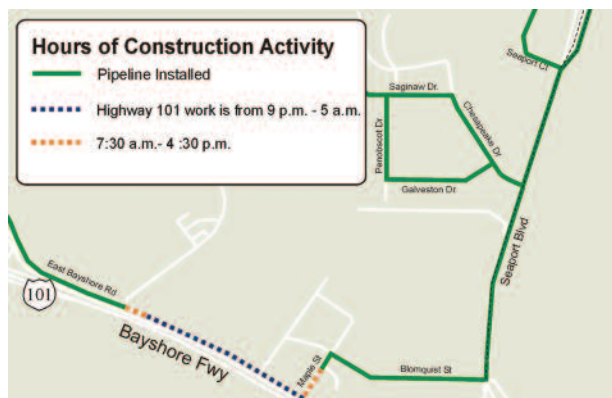 Hours of Construction Activity
Pipeline Installed
Highway 101 work is from 9 p.m. - 5 a.m.
7:30 a.m.- 4 :30 p.m.
Seaport Ct
Saginaw Dr.
Chesapeake Dr
Penobscot Dr
Galveston Dr
Seaport Blvd
East Bayshore Rd
101
Bayshore Fwy
Maple St
Blomquist St